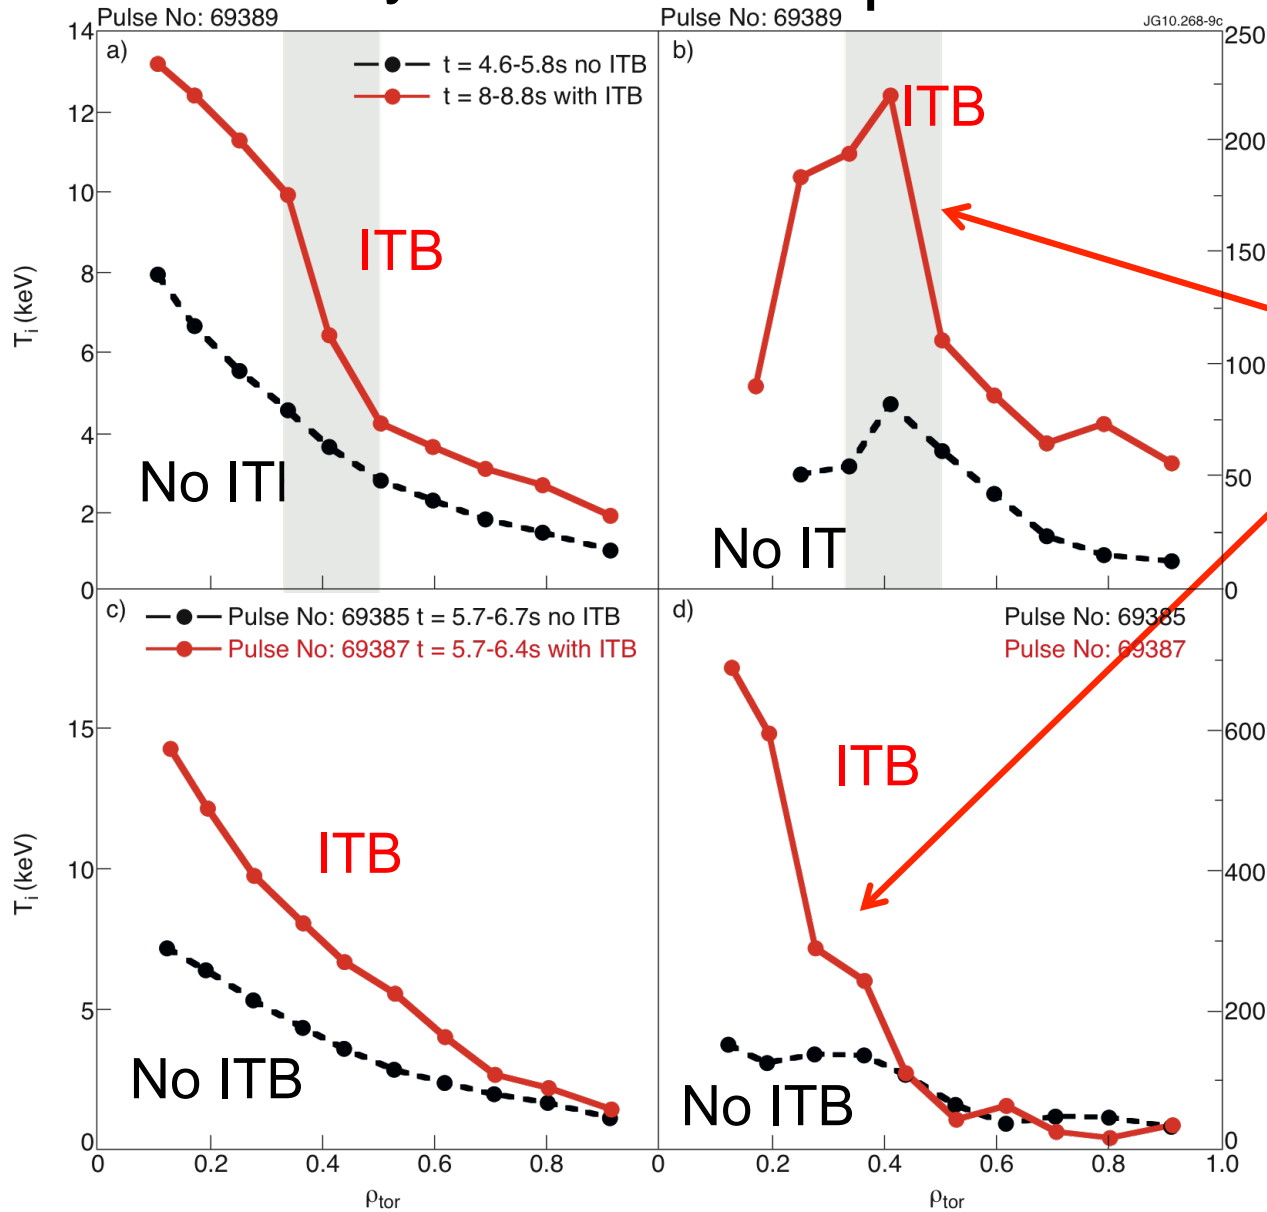 Pulse No: 69389
Pulse No: 69389
JG10.268-9c
a)
t = 4.6-5.8s no ITB
t = 8-8.8s with ITB
ITB
No ITI
14
12
10
8
6
4
2
0
Ti (keV)
b)
ITB
No IT
250
200
150
100
50
0
c)
Pulse No: 69385 t = 5.7-6.7s no ITB
Pulse No: 69387 t = 5.7-6.4s with ITB
ITB
No ITB
15
10
5
0
Ti (keV)
0 0.2 0.4 0.6 0.8
ρtor
d)
Pulse No: 69385
Pulse No: 69387
ITB
No ITB
600
400
200
0
0 0.2 0.4 0.6 0.8 1.0
ρtor